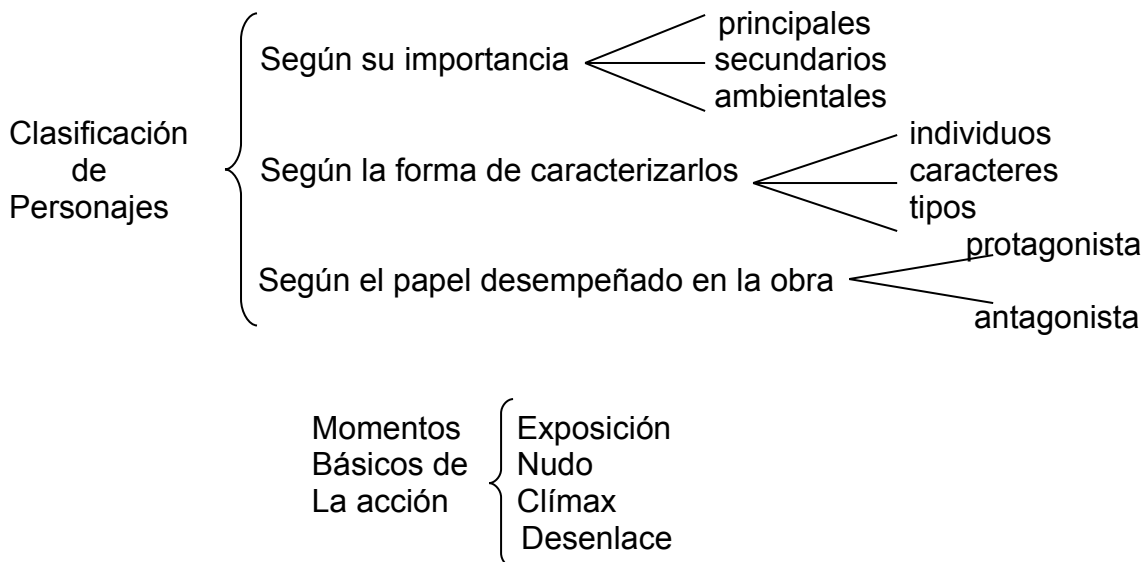 Clasificación
de
Personajes
Según su importancia
principales
secundarios
ambientales
Según la forma de caracterizarlos
individuos
caracteres
tipos
Según el papel desempeñado en la obra
protagonista
antagonista
Momentos
Básicos de
La acción
Exposición
Nudo
Clímax
Desenlace